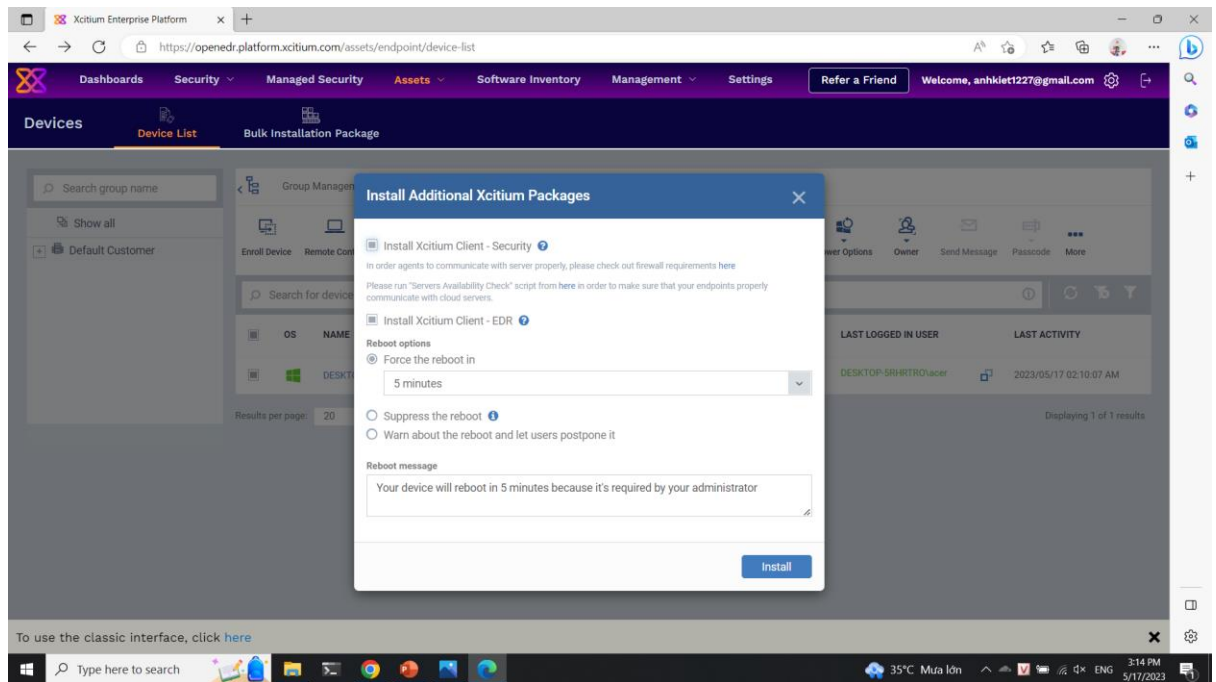 Xcitium Enterprise Platform
https://openedr.platform.xcitium.com/assets/endpoint/device-list
Dashboards Security Managed Security Assets Software Inventory Management Settings Refer a Friend Welcome, anhkiet1227@gmail.com
Devices Device List Bulk Installation Package
Search group name
Show all
Default Customer
Group Managem
Enroll Device Remote Cont
wer Options Owner Send Message Passcode More
Search for device
OS NAME LAST LOGGED IN USER LAST ACTIVITY
DESKT DESKTOP-5RHRTRO\acer 2023/05/17 02:10:07 AM
Results per page: 20 Displaying 1 of 1 results
Install Additional Xcitium Packages
Install Xcitium Client - Security
In order agents to communicate with server properly, please check out firewall requirements here
Please run "Servers Availability Check" script from here in order to make sure that your endpoints properly
communicate with cloud servers.
Install Xcitium Client - EDR
Reboot options
Force the reboot in
5 minutes
Suppress the reboot
Warn about the reboot and let users postpone it
Reboot message
Your device will reboot in 5 minutes because it's required by your administrator
Install
To use the classic interface, click here
Type here to search 35°C Mưa lớn ENG 3:14 PM
5/17/2023